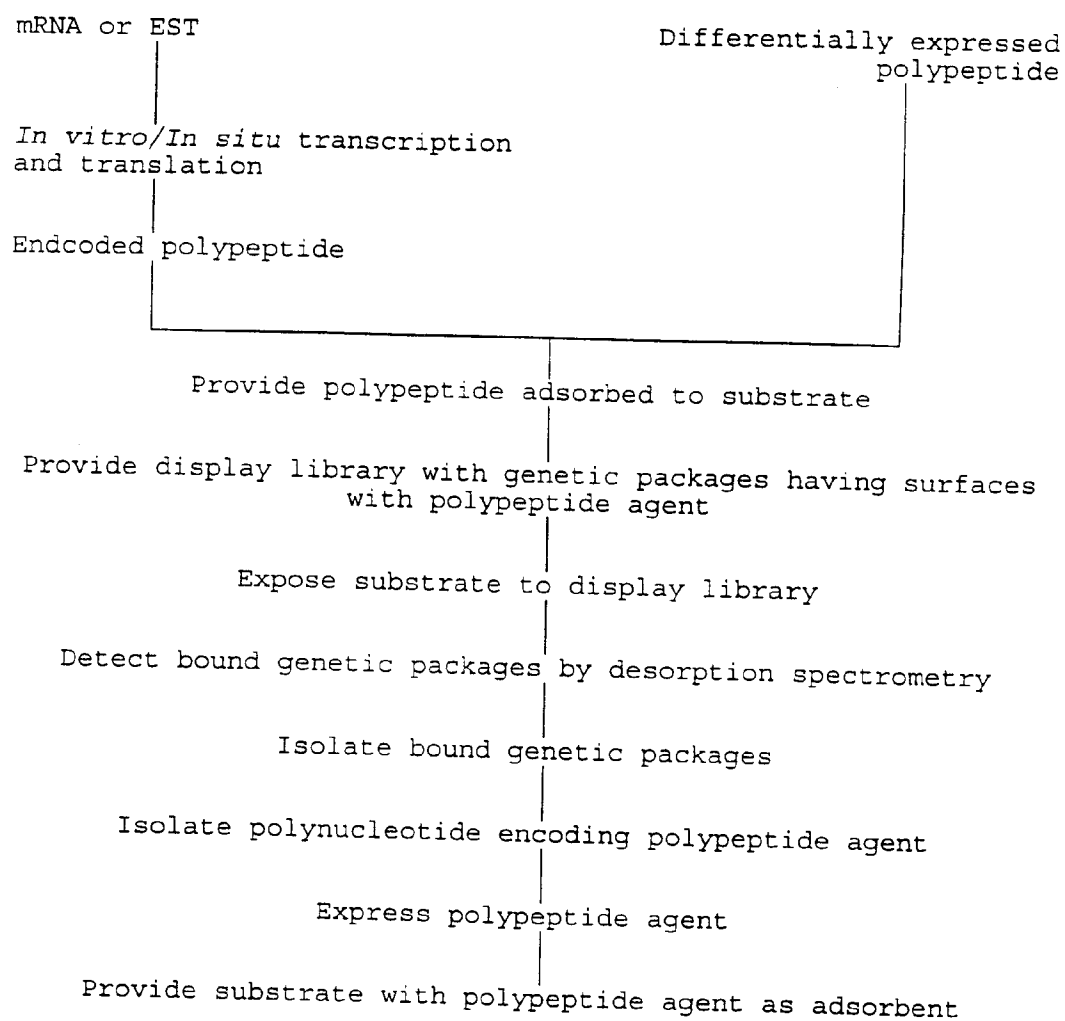 mRNA or EST
Differentially expressed
polypeptide
In vitro/In situ transcription
and translation
Endcoded polypeptide
Provide polypeptide adsorbed to substrate
Provide display library with genetic packages having surfaces
with polypeptide agent
Expose substrate to display library
Detect bound genetic packages by desorption spectrometry
Isolate bound genetic packages
Isolate polynucleotide encoding polypeptide agent
Express polypeptide agent
Provide substrate with polypeptide agent as adsorbent